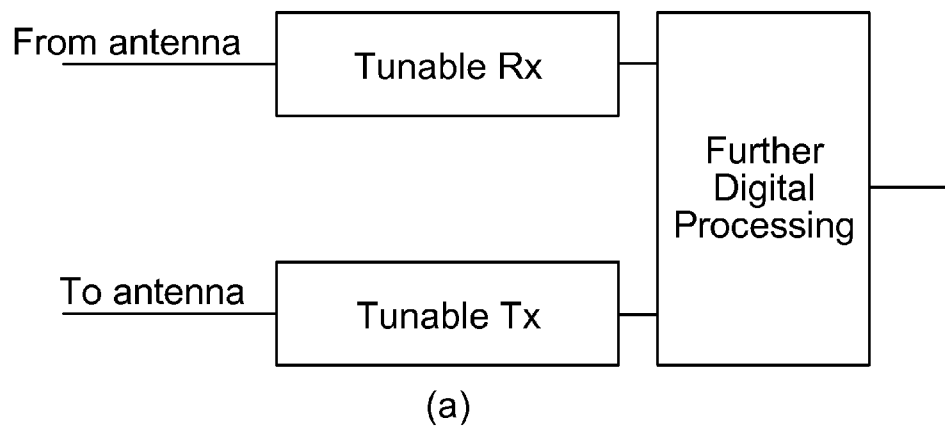 From antenna
Tunable Rx
Further
Digital
Processing
To antenna
Tunable Tx
(a)